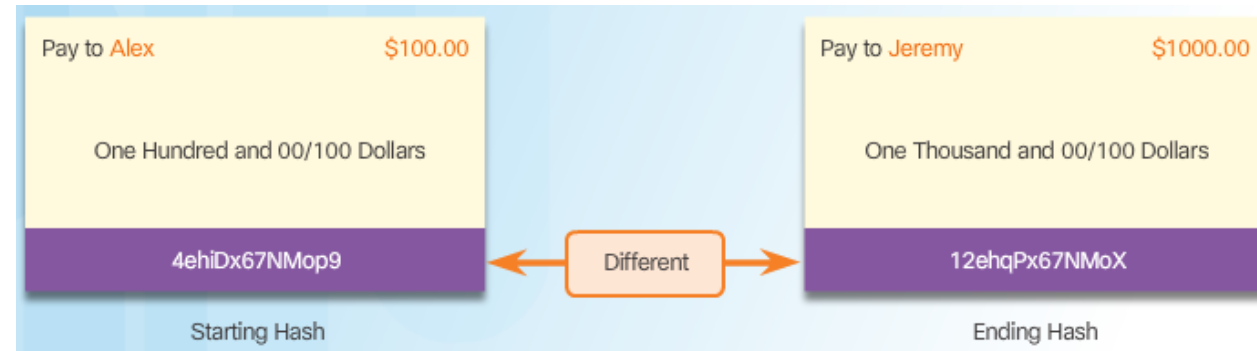 Pay to Alex $100.00
One Hundred and 00/100 Dollars
4ehiDx67NMop9
Starting Hash
Different
Pay to Jeremy $1000.00
One Thousand and 00/100 Dollars
12ehqPx67NMoX
Ending Hash